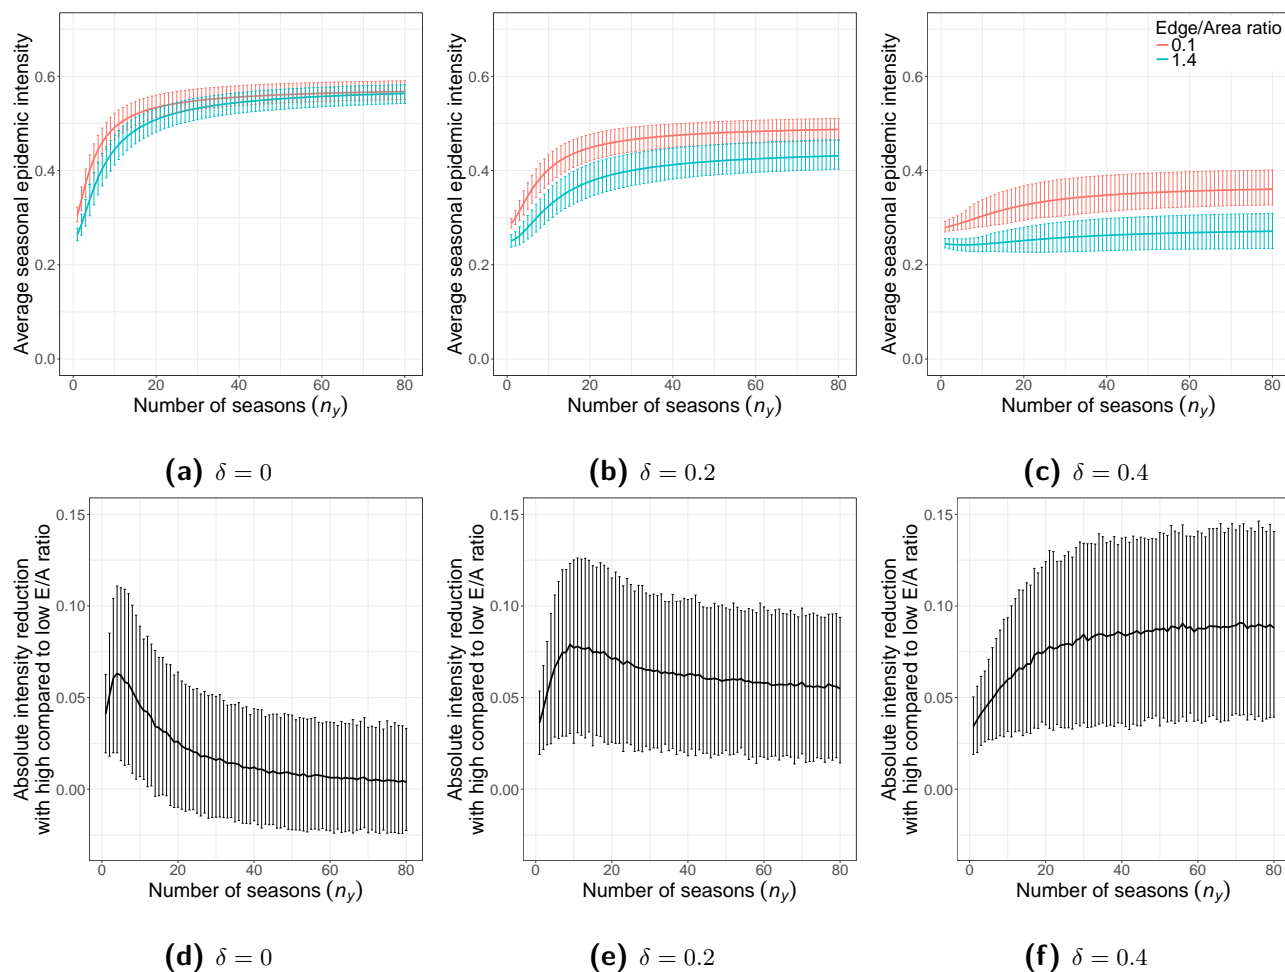 Average seasonal epidemic intensity
0.6
0.4
0.2
0.0
0 20 40 60 80
Number of seasons (n_y)
(a) δ = 0
Average seasonal epidemic intensity
0.6
0.4
0.2
0.0
0 20 40 60 80
Number of seasons (n_y)
(b) δ = 0.2
Average seasonal epidemic intensity
0.6
0.4
0.2
0.0
Edge/Area ratio
0.1
1.4
0 20 40 60 80
Number of seasons (n_y)
(c) δ = 0.4
Absolute intensity reduction
with high compared to low E/A ratio
0.15
0.10
0.05
0.00
0 20 40 60 80
Number of seasons (n_y)
(d) δ = 0
Absolute intensity reduction
with high compared to low E/A ratio
0.15
0.10
0.05
0.00
0 20 40 60 80
Number of seasons (n_y)
(e) δ = 0.2
Absolute intensity reduction
with high compared to low E/A ratio
0.15
0.10
0.05
0.00
0 20 40 60 80
Number of seasons (n_y)
(f) δ = 0.4